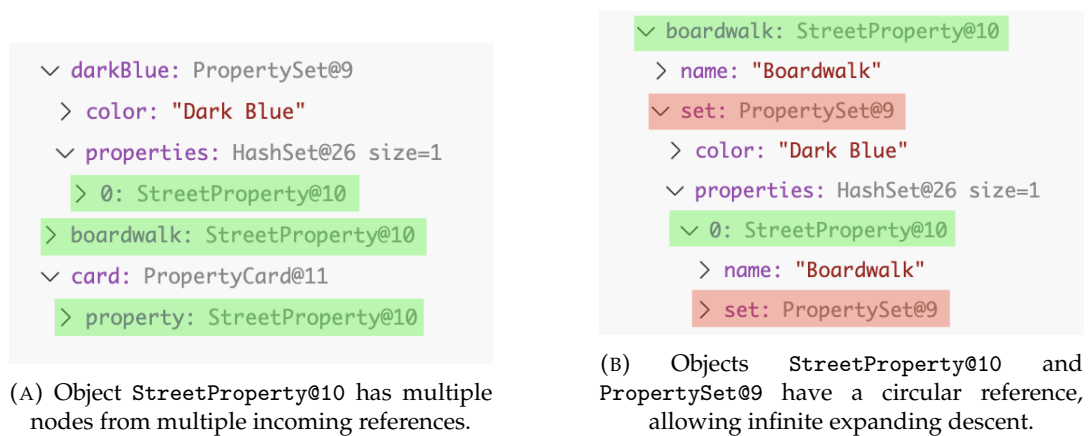 darkBlue: PropertySet@9
color: "Dark Blue"
properties: HashSet@26 size=1
0: StreetProperty@10
boardwalk: StreetProperty@10
card: PropertyCard@11
property: StreetProperty@10
(A) Object StreetProperty@10 has multiple
nodes from multiple incoming references.
boardwalk: StreetProperty@10
name: "Boardwalk"
set: PropertySet@9
color: "Dark Blue"
properties: HashSet@26 size=1
0: StreetProperty@10
name: "Boardwalk"
set: PropertySet@9
(B) Objects StreetProperty@10 and
PropertySet@9 have a circular reference,
allowing infinite expanding descent.